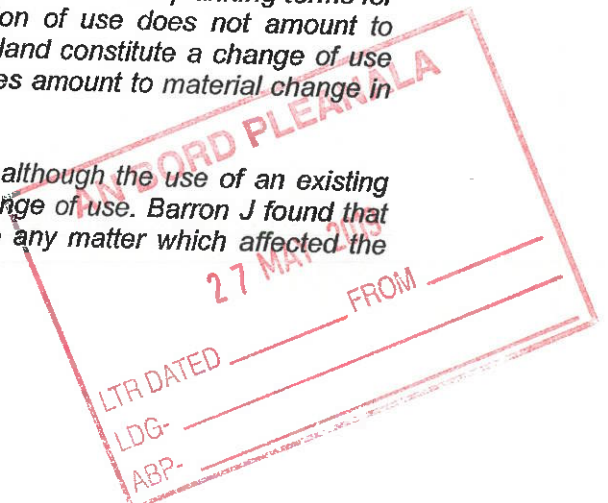 on of use does not amount to
land constitute a change of use
es amount to material change in
although the use of an existing
nge of use. Barron J found that
any matter which affected the
AN BORD PLEANALA
27 MAY
LTR DATED FROM
LDG-
ABP-